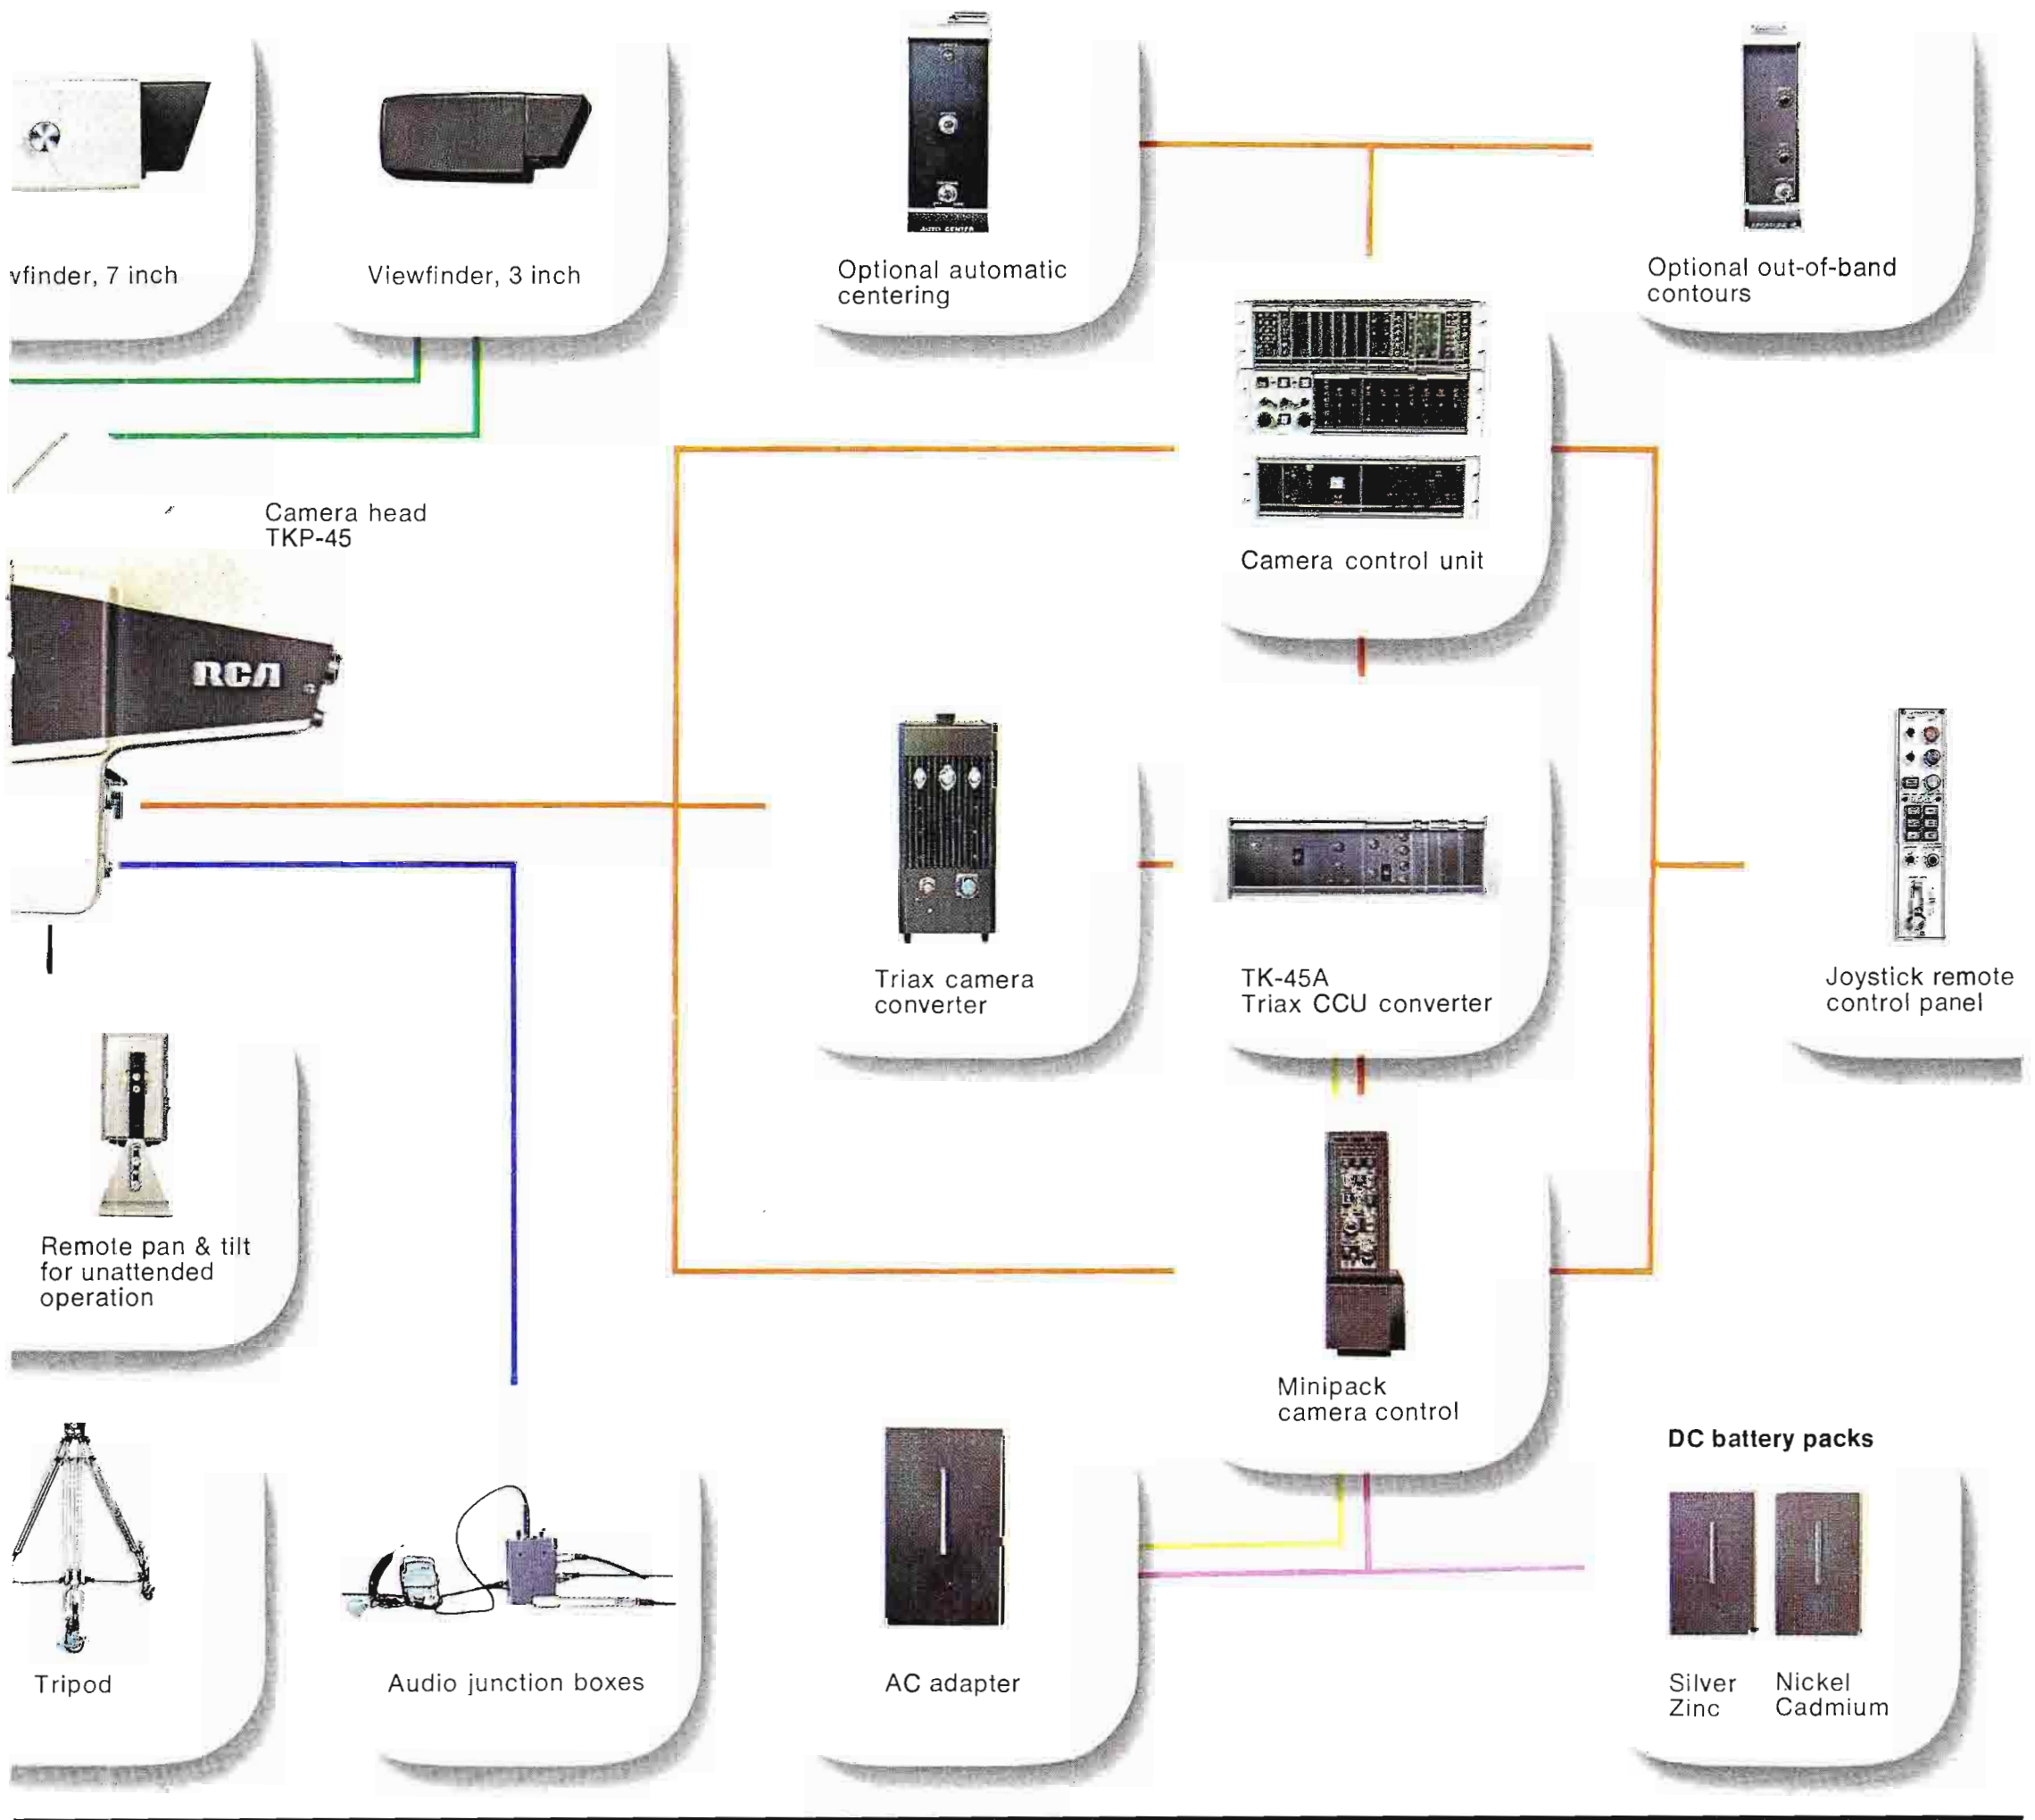 vfinder, 7 inch
Viewfinder, 3 inch
Optional automatic
centering
Optional out-of-band
contours
AUTO CENTER
Camera head
TKP-45
Camera control unit
RCA
Triax camera
converter
TK-45A
Triax CCU converter
Joystick remote
control panel
Remote pan & tilt
for unattended
operation
Minipack
camera control
DC battery packs
Tripod
Audio junction boxes
AC adapter
Silver
Zinc
Nickel
Cadmium